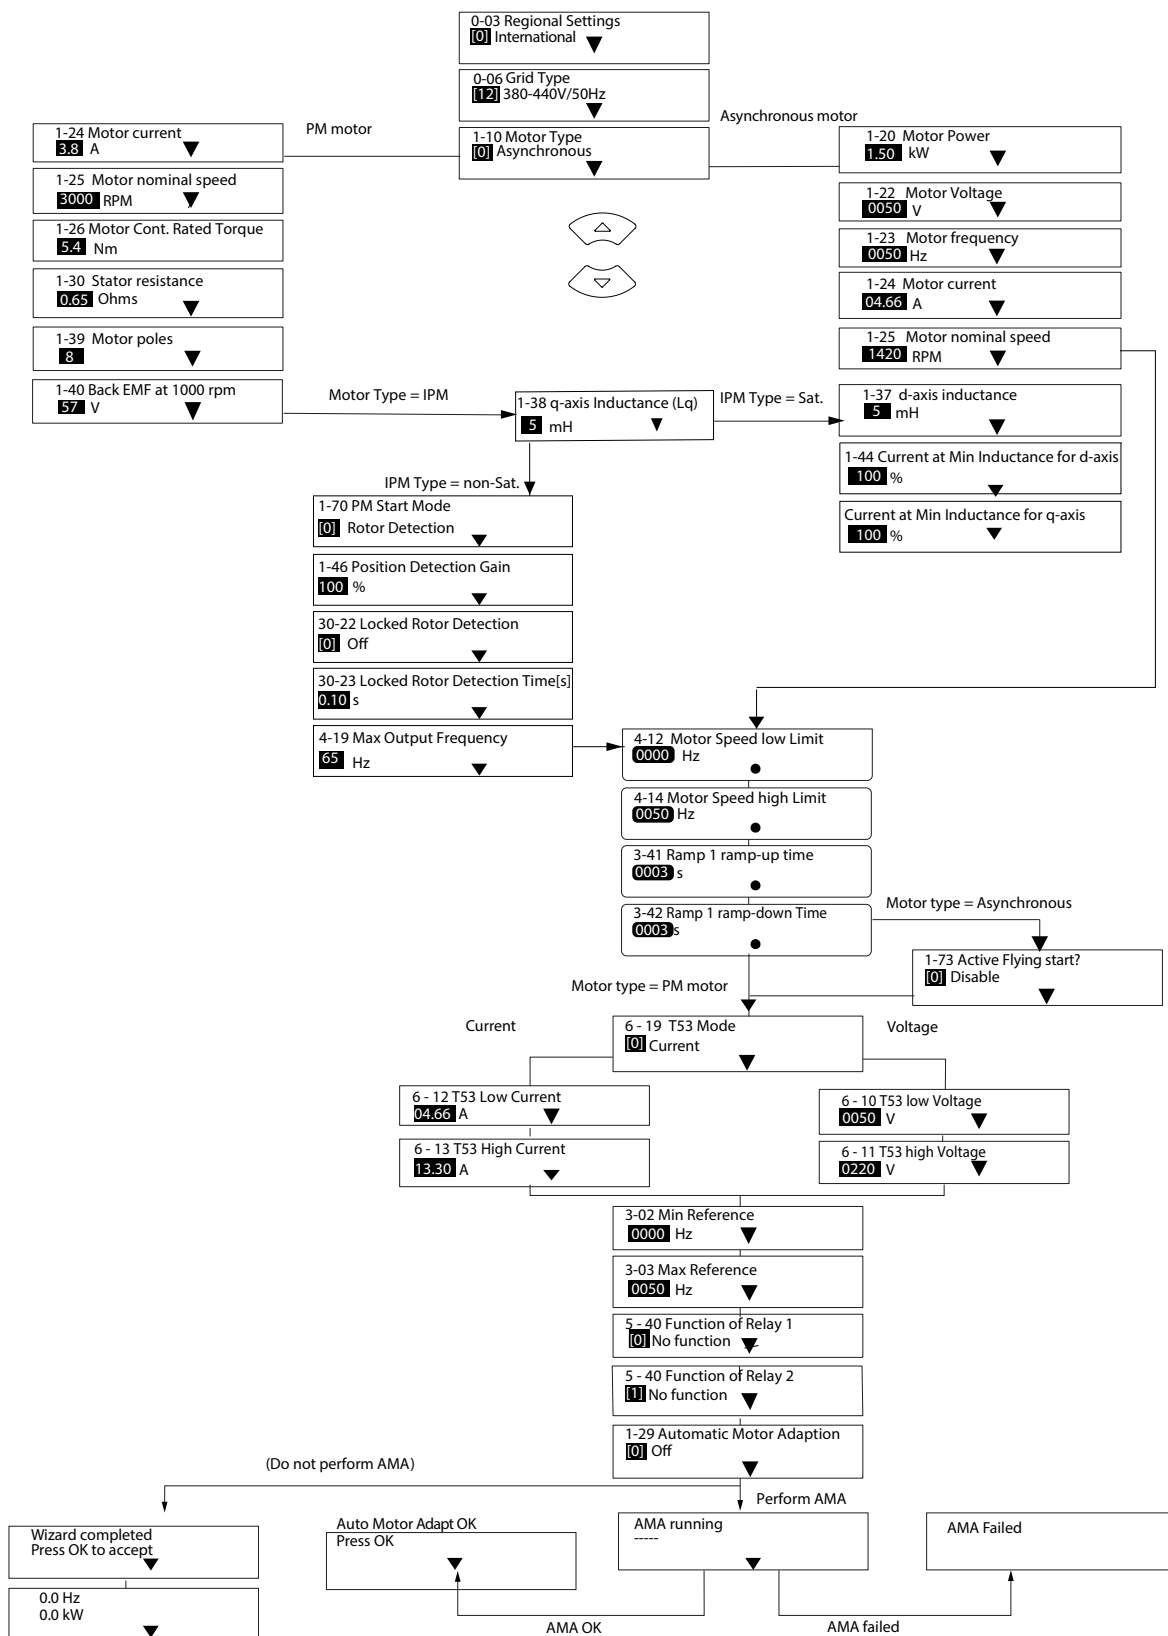 0-03 Regional Settings
[0] International
0-06 Grid Type
[12] 380-440V/50Hz
PM motor
Asynchronous motor
1-10 Motor Type
[0] Asynchronous
1-24 Motor current
3.8 A
1-25 Motor nominal speed
3000 RPM
1-26 Motor Cont. Rated Torque
5.4 Nm
1-30 Stator resistance
0.65 Ohms
1-39 Motor poles
8
1-40 Back EMF at 1000 rpm
57 V
1-20 Motor Power
1.50 kW
1-22 Motor Voltage
0050 V
1-23 Motor frequency
0050 Hz
1-24 Motor current
04.66 A
1-25 Motor nominal speed
1420 RPM
Motor Type = IPM
1-38 q-axis Inductance (Lq)
5 mH
IPM Type = Sat.
1-37 d-axis inductance
5 mH
1-44 Current at Min Inductance for d-axis
100 %
Current at Min Inductance for q-axis
100 %
IPM Type = non-Sat.
1-70 PM Start Mode
[0] Rotor Detection
1-46 Position Detection Gain
100 %
30-22 Locked Rotor Detection
[0] Off
30-23 Locked Rotor Detection Time[s]
0.10 s
4-19 Max Output Frequency
65 Hz
4-12 Motor Speed low Limit
0000 Hz
4-14 Motor Speed high Limit
0050 Hz
3-41 Ramp 1 ramp-up time
0003 s
3-42 Ramp 1 ramp-down Time
0003 s
Motor type = Asynchronous
1-73 Active Flying start?
[0] Disable
Motor type = PM motor
Current
6 - 19 T53 Mode
[0] Current
Voltage
6 - 12 T53 Low Current
04.66 A
6 - 13 T53 High Current
13.30 A
6 - 10 T53 low Voltage
0050 V
6 - 11 T53 high Voltage
0220 V
3-02 Min Reference
0000 Hz
3-03 Max Reference
0050 Hz
5 - 40 Function of Relay 1
[0] No function
5 - 40 Function of Relay 2
[1] No function
1-29 Automatic Motor Adaption
[0] Off
(Do not perform AMA)
Perform AMA
Wizard completed
Press OK to accept
0.0 Hz
0.0 kW
Auto Motor Adapt OK
Press OK
AMA running
-----
AMA Failed
AMA OK
AMA failed